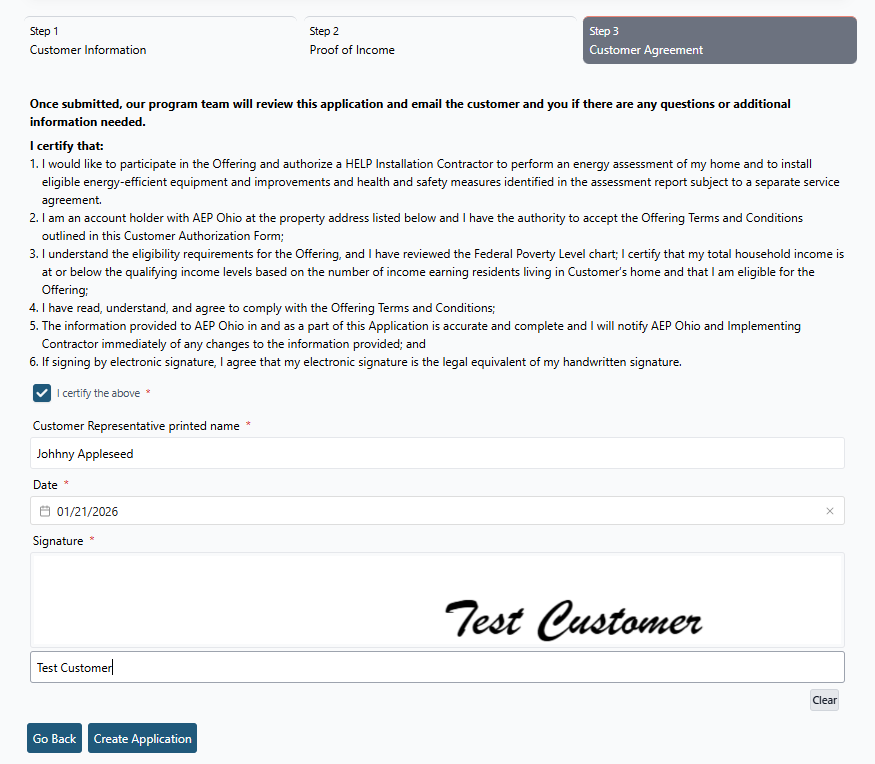 Step 1
Customer Information
Step 2
Proof of Income
Step 3
Customer Agreement
Once submitted, our program team will review this application and email the customer and you if there are any questions or additional
information needed.
I certify that:
1. I would like to participate in the Offering and authorize a HELP Installation Contractor to perform an energy assessment of my home and to install
eligible energy-efficient equipment and improvements and health and safety measures identified in the assessment report subject to a separate service
agreement.
2. I am an account holder with AEP Ohio at the property address listed below and I have the authority to accept the Offering Terms and Conditions
outlined in this Customer Authorization Form;
3. I understand the eligibility requirements for the Offering, and I have reviewed the Federal Poverty Level chart; I certify that my total household income is
at or below the qualifying income levels based on the number of income earning residents living in Customer's home and that I am eligible for the
Offering;
4. I have read, understand, and agree to comply with the Offering Terms and Conditions;
5. The information provided to AEP Ohio in and as a part of this Application is accurate and complete and I will notify AEP Ohio and Implementing
Contractor immediately of any changes to the information provided; and
6. If signing by electronic signature, I agree that my electronic signature is the legal equivalent of my handwritten signature.
I certify the above *
Customer Representative printed name *
Johhny Appleseed
Date *
01/21/2026
Signature *
Test Customer
Test Customer
Clear
Go Back
Create Application